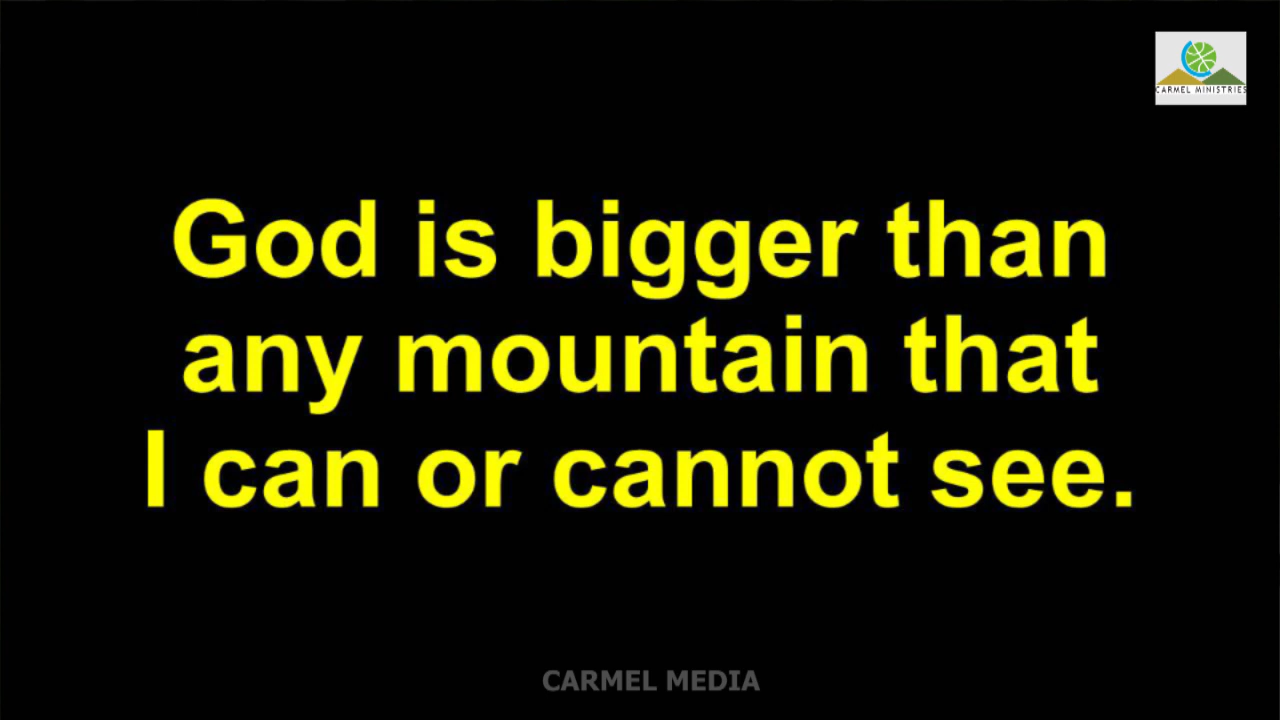 CARMEL MINISTRIES
God is bigger than
any mountain that
I can or cannot see.
CARMEL MEDIA